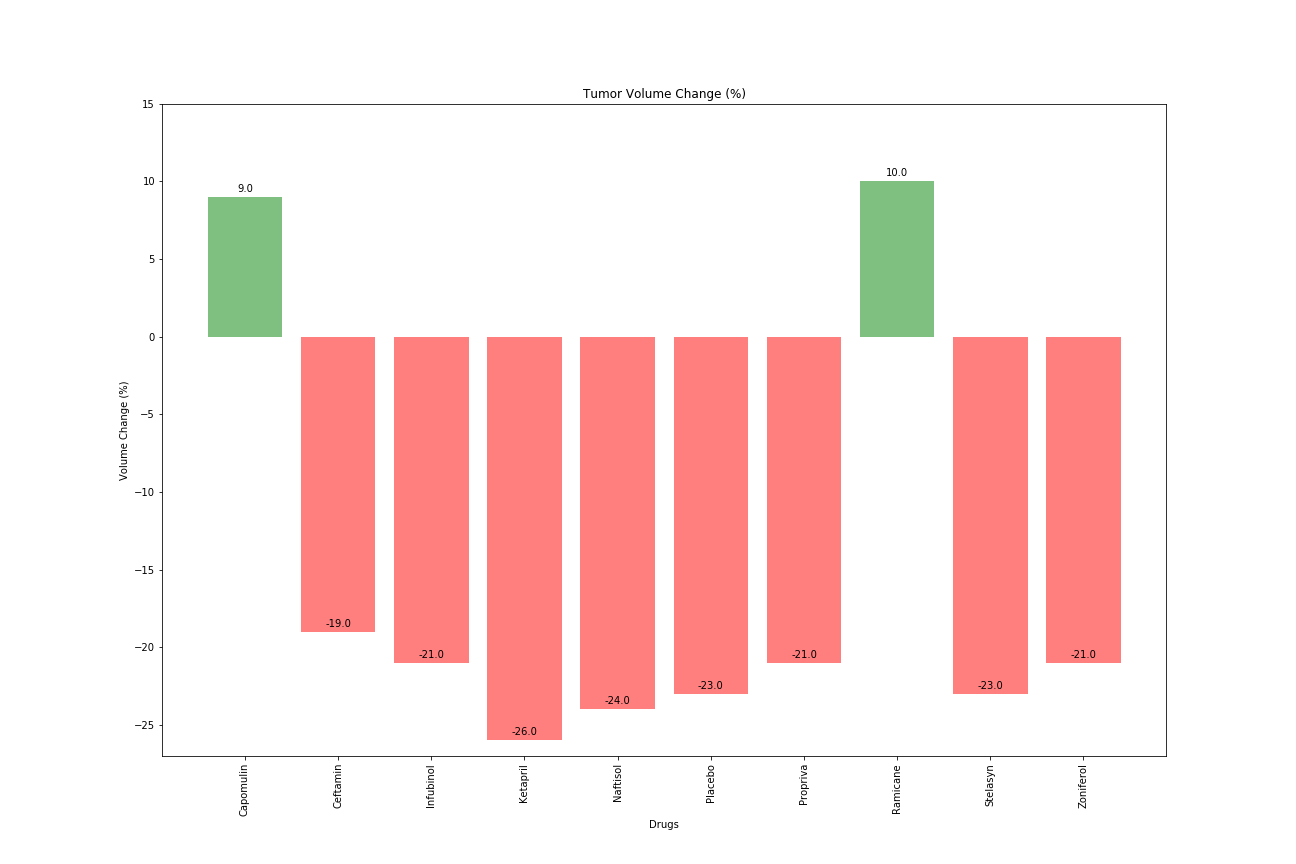 Tumor Volume Change (%)
15
10
5
0
−5
−10
−15
−20
−25
Volume Change (%)
9.0
-19.0
-21.0
-26.0
-24.0
-23.0
-21.0
10.0
-23.0
-21.0
Capomulin
Ceftamin
Infubinol
Ketapril
Naftisol
Placebo
Propriva
Ramicane
Stelasyn
Zoniferol
Drugs